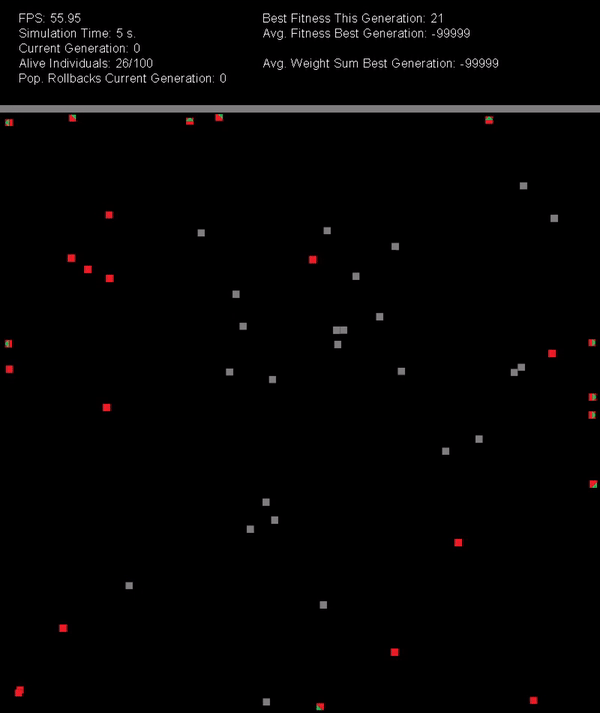 FPS: 55.95
Simulation Time: 5 s.
Current Generation: 0
Alive Individuals: 26/100
Pop. Rollbacks Current Generation: 0
Best Fitness This Generation: 21
Avg. Fitness Best Generation: -99999
Avg. Weight Sum Best Generation: -99999